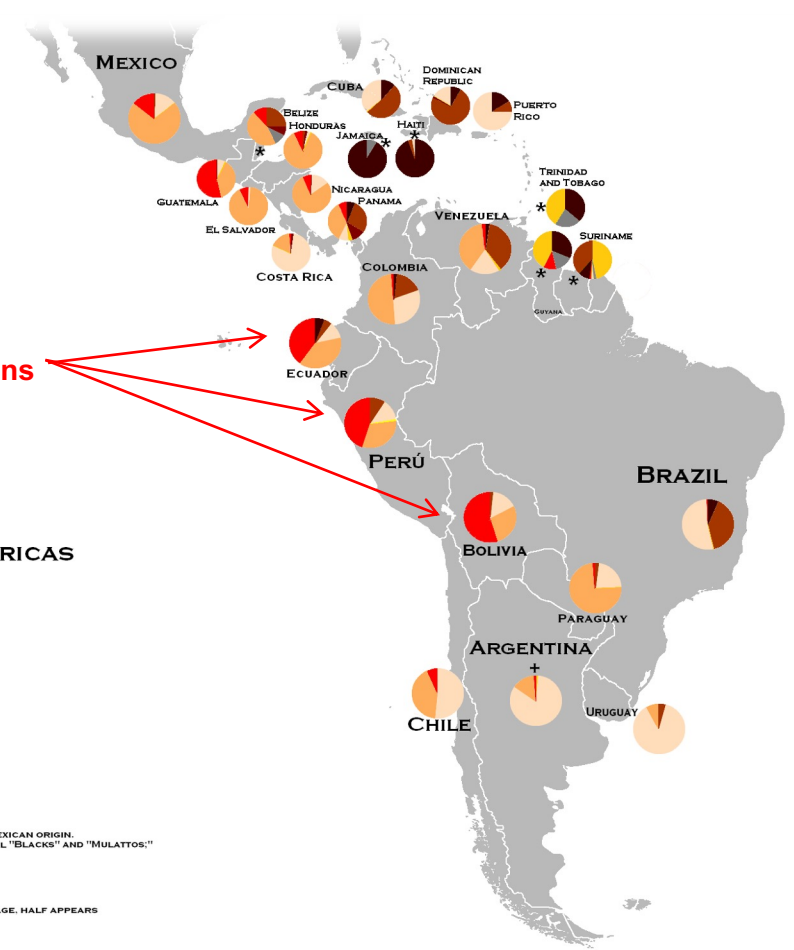 MEXICO
CUBA
DOMINICAN
REPUBLIC
PUERTO
RICO
BELIZE
HONDURAS
JAMAICA
HAITI
*
*
*
TRINIDAD
AND TOBAGO
*
GUATEMALA
EL SALVADOR
NICARAGUA
PANAMA
VENEZUELA
SURINAME
COSTA RICA
COLOMBIA
*
*
GUYANA
ns
ECUADOR
PERÚ
BRAZIL
BOLIVIA
RICAS
PARAGUAY
ARGENTINA
+
CHILE
URUGUAY
EXICAN ORIGIN.
L "BLACKS" AND "MULATTOS;"
GE, HALF APPEARS